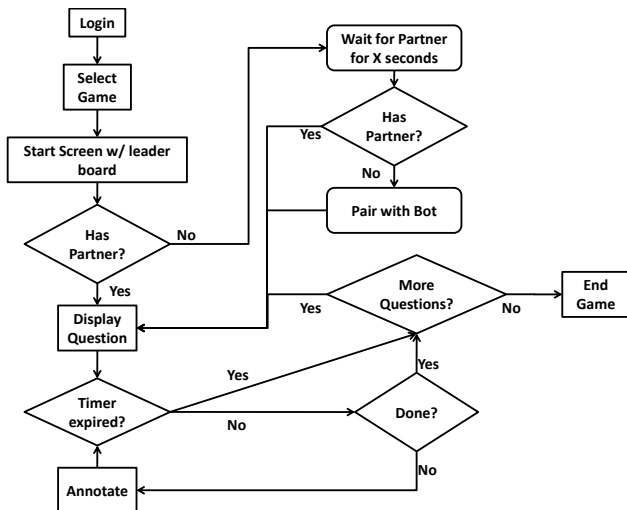 Login
Select
Game
Start Screen w/ leader
board
Has
Partner?
No
Yes
Wait for Partner
for X seconds
Has
Partner?
Yes
No
Pair with Bot
Display
Question
More
Questions?
Yes
No
End
Game
Timer
expired?
Yes
No
Done?
Yes
No
Annotate